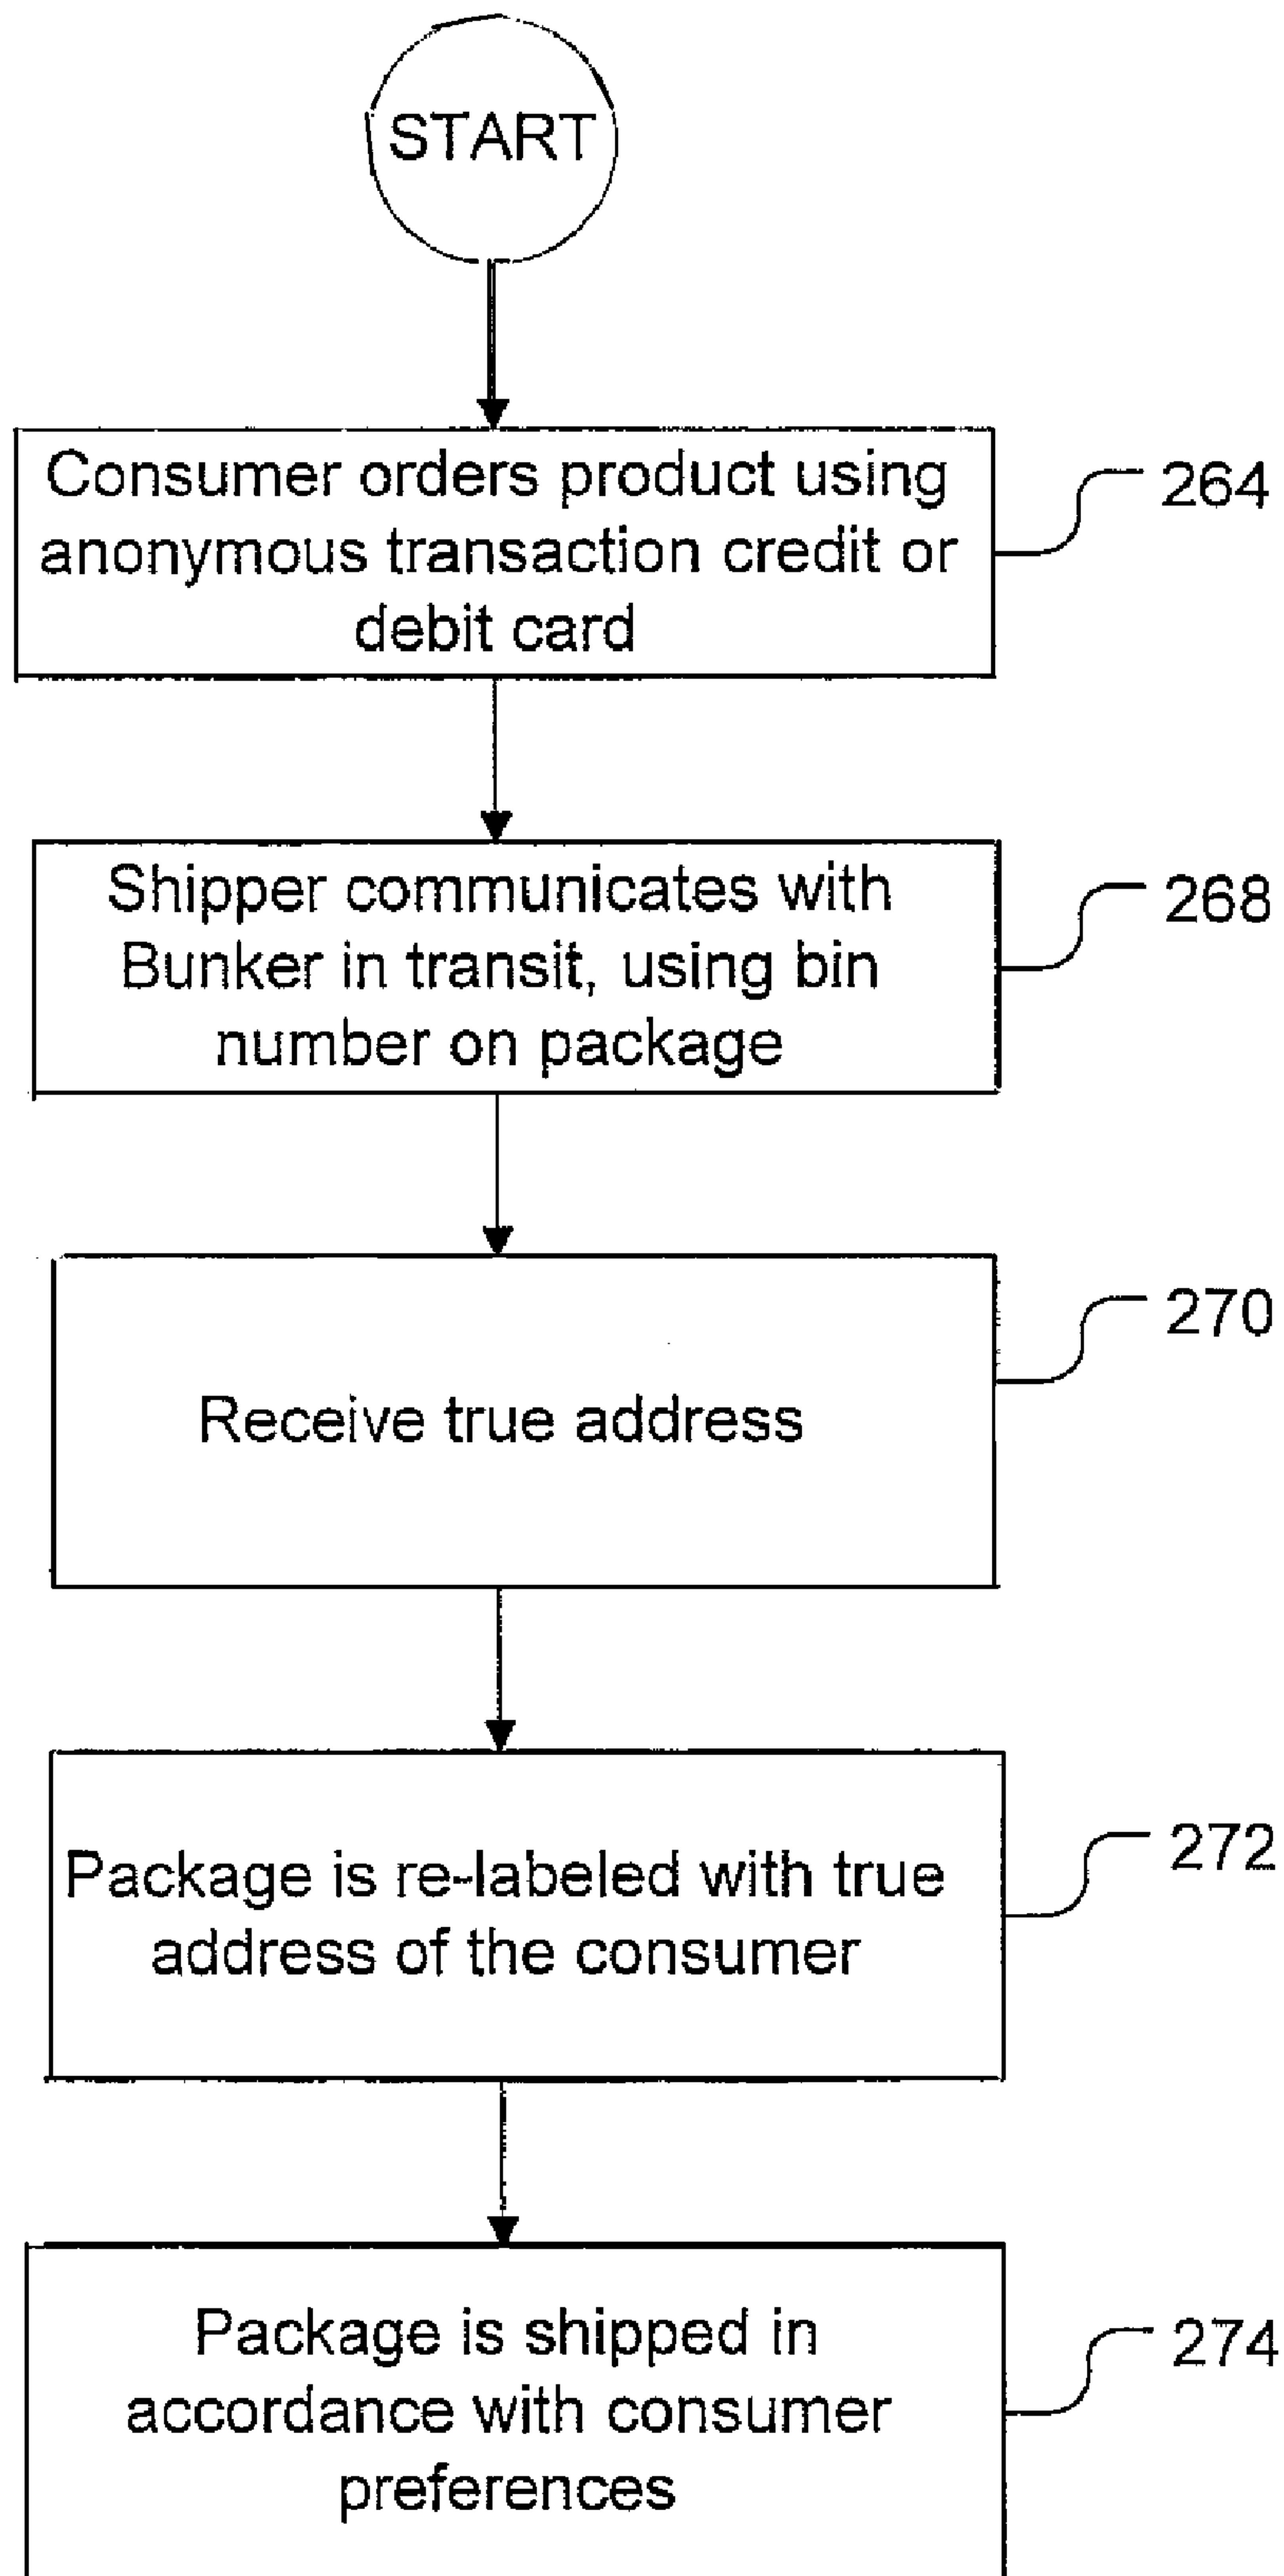 START
Consumer orders product using
anonymous transaction credit or
debit card
264
Shipper communicates with
Bunker in transit, using bin
number on package
268
Receive true address
270
Package is re-labeled with true
address of the consumer
272
Package is shipped in
accordance with consumer
preferences
274